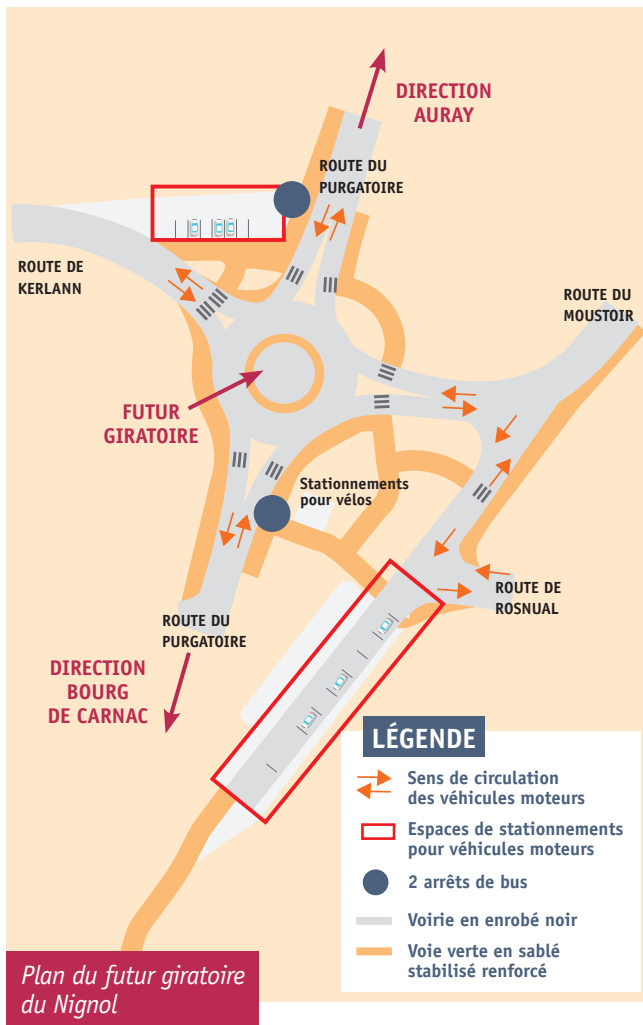 DIRECTION
AURAY
ROUTE DU
PURGATOIRE
ROUTE DE
KERLANN
ROUTE DU
MOUSTOIR
FUTUR
GIRATOIRE
Stationnements
pour vélos
ROUTE DE
ROSNUAL
ROUTE DU
PURGATOIRE
DIRECTION
BOURG
DE CARNAC
LÉGENDE
Sens de circulation
des véhicules moteurs
Espaces de stationnements
pour véhicules moteurs
2 arrêts de bus
Voirie en enrobé noir
Voie verte en sablé
stabilisé renforcé
Plan du futur giratoire
du Nignol